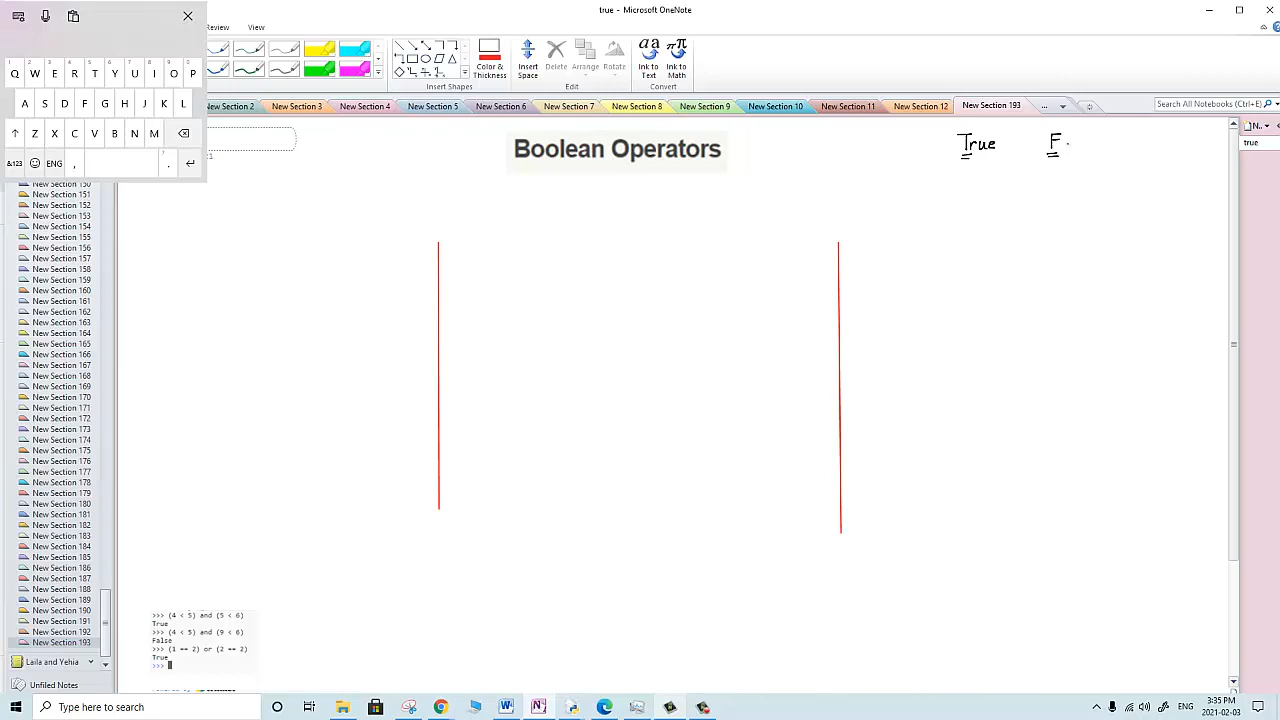 true - Microsoft OneNote
Review View
Color & Thickness
Insert Space
Delete
Arrange
Rotate
Ink to Text
Ink to Math
Insert Shapes
Edit
Convert
New Section 2
New Section 3
New Section 4
New Section 5
New Section 6
New Section 7
New Section 8
New Section 9
New Section 10
New Section 11
New Section 12
New Section 193
...
Search All Notebooks (Ctrl+E)
Q W E R T Y U I O P
A S D F G H J K L
Z X C V B N M
&123 ENG , .
Boolean Operators
True F
true
New Section 150
New Section 151
New Section 152
New Section 153
New Section 154
New Section 155
New Section 156
New Section 157
New Section 158
New Section 159
New Section 160
New Section 161
New Section 162
New Section 163
New Section 164
New Section 165
New Section 166
New Section 167
New Section 168
New Section 169
New Section 170
New Section 171
New Section 172
New Section 173
New Section 174
New Section 175
New Section 176
New Section 177
New Section 178
New Section 179
New Section 180
New Section 181
New Section 182
New Section 183
New Section 184
New Section 185
New Section 186
New Section 187
New Section 188
New Section 189
New Section 190
New Section 191
New Section 192
New Section 193
Laila and Yehia
Unfiled Notes
>>> (4 < 5) and (5 < 6)
True
>>> (4 < 5) and (9 < 6)
False
>>> (1 == 2) or (2 == 2)
True
>>>
Type here to search
ENG
3:35 PM
2021-02-03